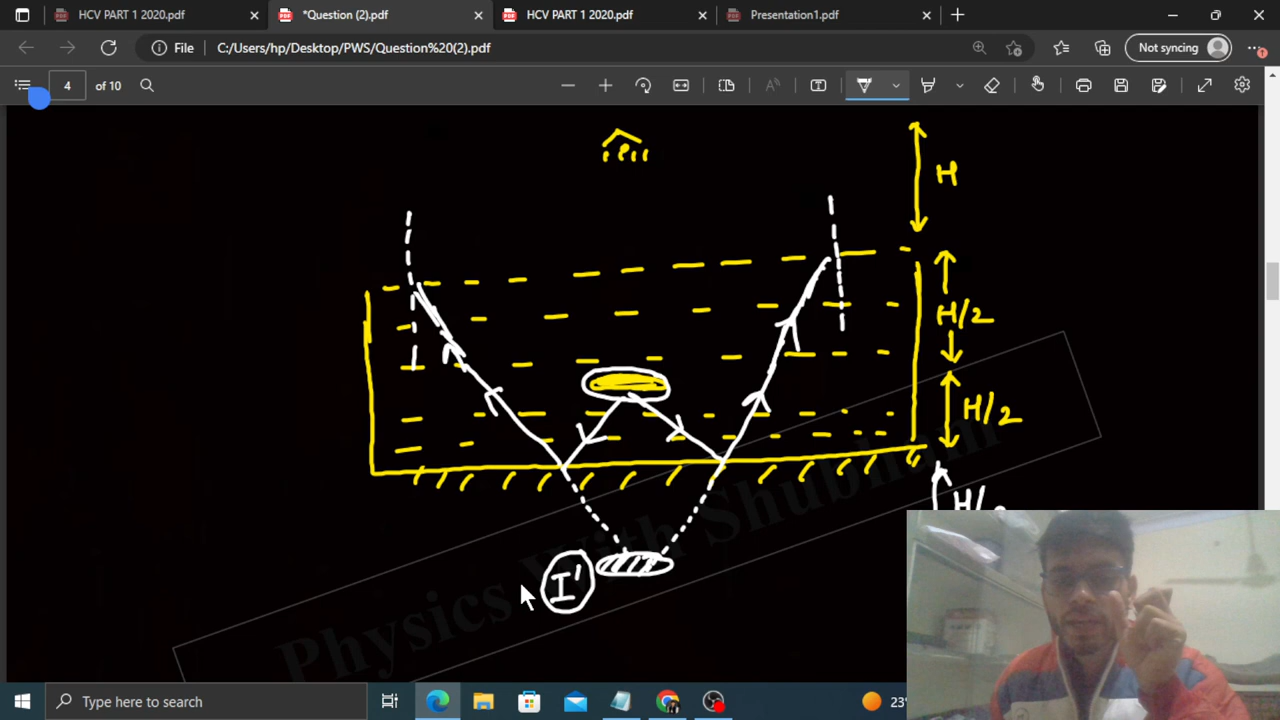 HCV PART 1 2020.pdf
*Question (2).pdf
HCV PART 1 2020.pdf
Presentation1.pdf
File
C:/Users/hp/Desktop/PWS/Question%20(2).pdf
Not syncing
4
of 10
H
H/2
H/2
H/2
I'
Physics With Shubham
Type here to search
23